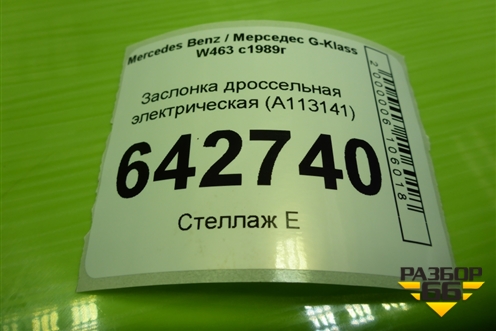 Mercedes Benz / Мерседес G-Klass
W463 с1989г
Заслонка дроссельная
электрическая (A113141)
642740
Стеллаж Е
2000006106018
РАЗБОР
66